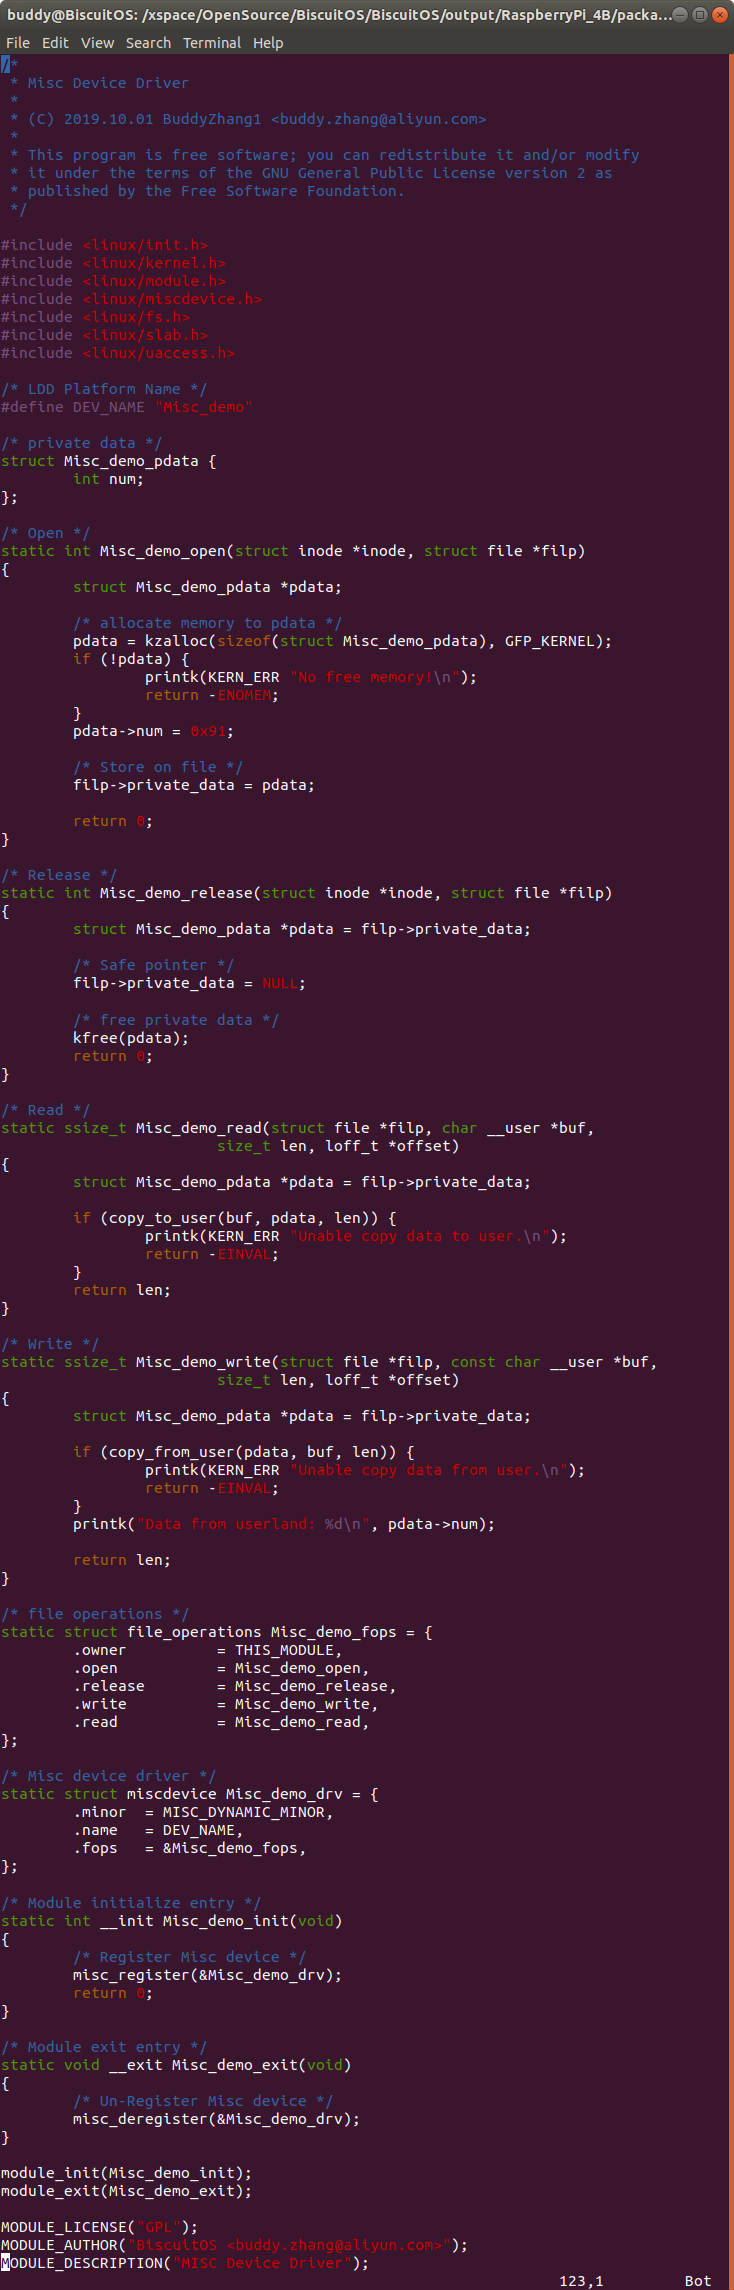 buddy@BiscuitOS: /xspace/OpenSource/BiscuitOS/BiscuitOS/output/RaspberryPi_4B/packa...
File Edit View Search Terminal Help
/*
 * Misc Device Driver
 *
 * (C) 2019.10.01 BuddyZhang1 <buddy.zhang@aliyun.com>
 *
 * This program is free software; you can redistribute it and/or modify
 * it under the terms of the GNU General Public License version 2 as
 * published by the Free Software Foundation.
 */

#include <linux/init.h>
#include <linux/kernel.h>
#include <linux/module.h>
#include <linux/miscdevice.h>
#include <linux/fs.h>
#include <linux/slab.h>
#include <linux/uaccess.h>

/* LDD Platform Name */
#define DEV_NAME "Misc_demo"

/* private data */
struct Misc_demo_pdata {
        int num;
};

/* Open */
static int Misc_demo_open(struct inode *inode, struct file *filp)
{
        struct Misc_demo_pdata *pdata;

        /* allocate memory to pdata */
        pdata = kzalloc(sizeof(struct Misc_demo_pdata), GFP_KERNEL);
        if (!pdata) {
                printk(KERN_ERR "No free memory!\n");
                return -ENOMEM;
        }
        pdata->num = 0x91;

        /* Store on file */
        filp->private_data = pdata;

        return 0;
}

/* Release */
static int Misc_demo_release(struct inode *inode, struct file *filp)
{
        struct Misc_demo_pdata *pdata = filp->private_data;

        /* Safe pointer */
        filp->private_data = NULL;

        /* free private data */
        kfree(pdata);
        return 0;
}

/* Read */
static ssize_t Misc_demo_read(struct file *filp, char __user *buf,
                        size_t len, loff_t *offset)
{
        struct Misc_demo_pdata *pdata = filp->private_data;

        if (copy_to_user(buf, pdata, len)) {
                printk(KERN_ERR "Unable copy data to user.\n");
                return -EINVAL;
        }
        return len;
}

/* Write */
static ssize_t Misc_demo_write(struct file *filp, const char __user *buf,
                        size_t len, loff_t *offset)
{
        struct Misc_demo_pdata *pdata = filp->private_data;

        if (copy_from_user(pdata, buf, len)) {
                printk(KERN_ERR "Unable copy data from user.\n");
                return -EINVAL;
        }
        printk("Data from userland: %d\n", pdata->num);

        return len;
}

/* file operations */
static struct file_operations Misc_demo_fops = {
        .owner          = THIS_MODULE,
        .open           = Misc_demo_open,
        .release        = Misc_demo_release,
        .write          = Misc_demo_write,
        .read           = Misc_demo_read,
};

/* Misc device driver */
static struct miscdevice Misc_demo_drv = {
        .minor  = MISC_DYNAMIC_MINOR,
        .name   = DEV_NAME,
        .fops   = &Misc_demo_fops,
};

/* Module initialize entry */
static int __init Misc_demo_init(void)
{
        /* Register Misc device */
        misc_register(&Misc_demo_drv);
        return 0;
}

/* Module exit entry */
static void __exit Misc_demo_exit(void)
{
        /* Un-Register Misc device */
        misc_deregister(&Misc_demo_drv);
}

module_init(Misc_demo_init);
module_exit(Misc_demo_exit);

MODULE_LICENSE("GPL");
MODULE_AUTHOR("BiscuitOS <buddy.zhang@aliyun.com>");
MODULE_DESCRIPTION("MISC Device Driver");
123,1 Bot